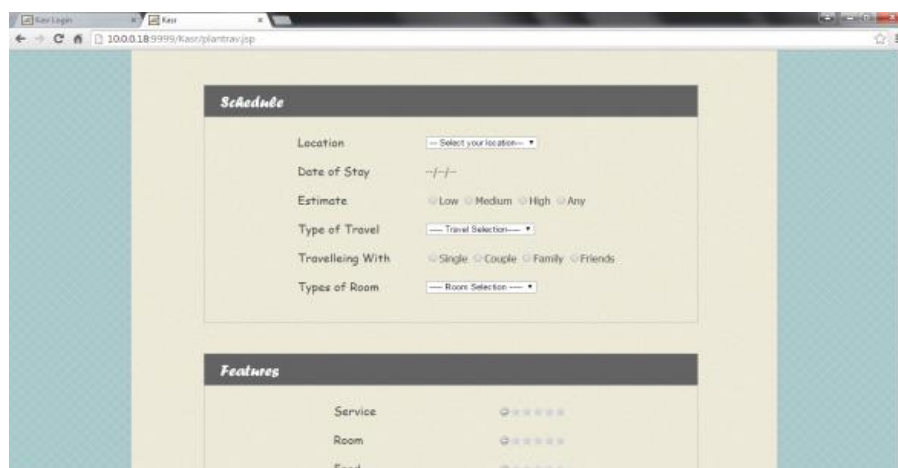 Kasr Login
Kasr
10.0.0.18:9999/Kasr/plantrav.jsp
Schedule
Location --- Select your location---
Date of Stay --/--/--
Estimate Low Medium High Any
Type of Travel ---- Travel Selection----
Travelleing With Single Couple Family Friends
Types of Room ---- Room Selection ----
Features
Service
Room
Food